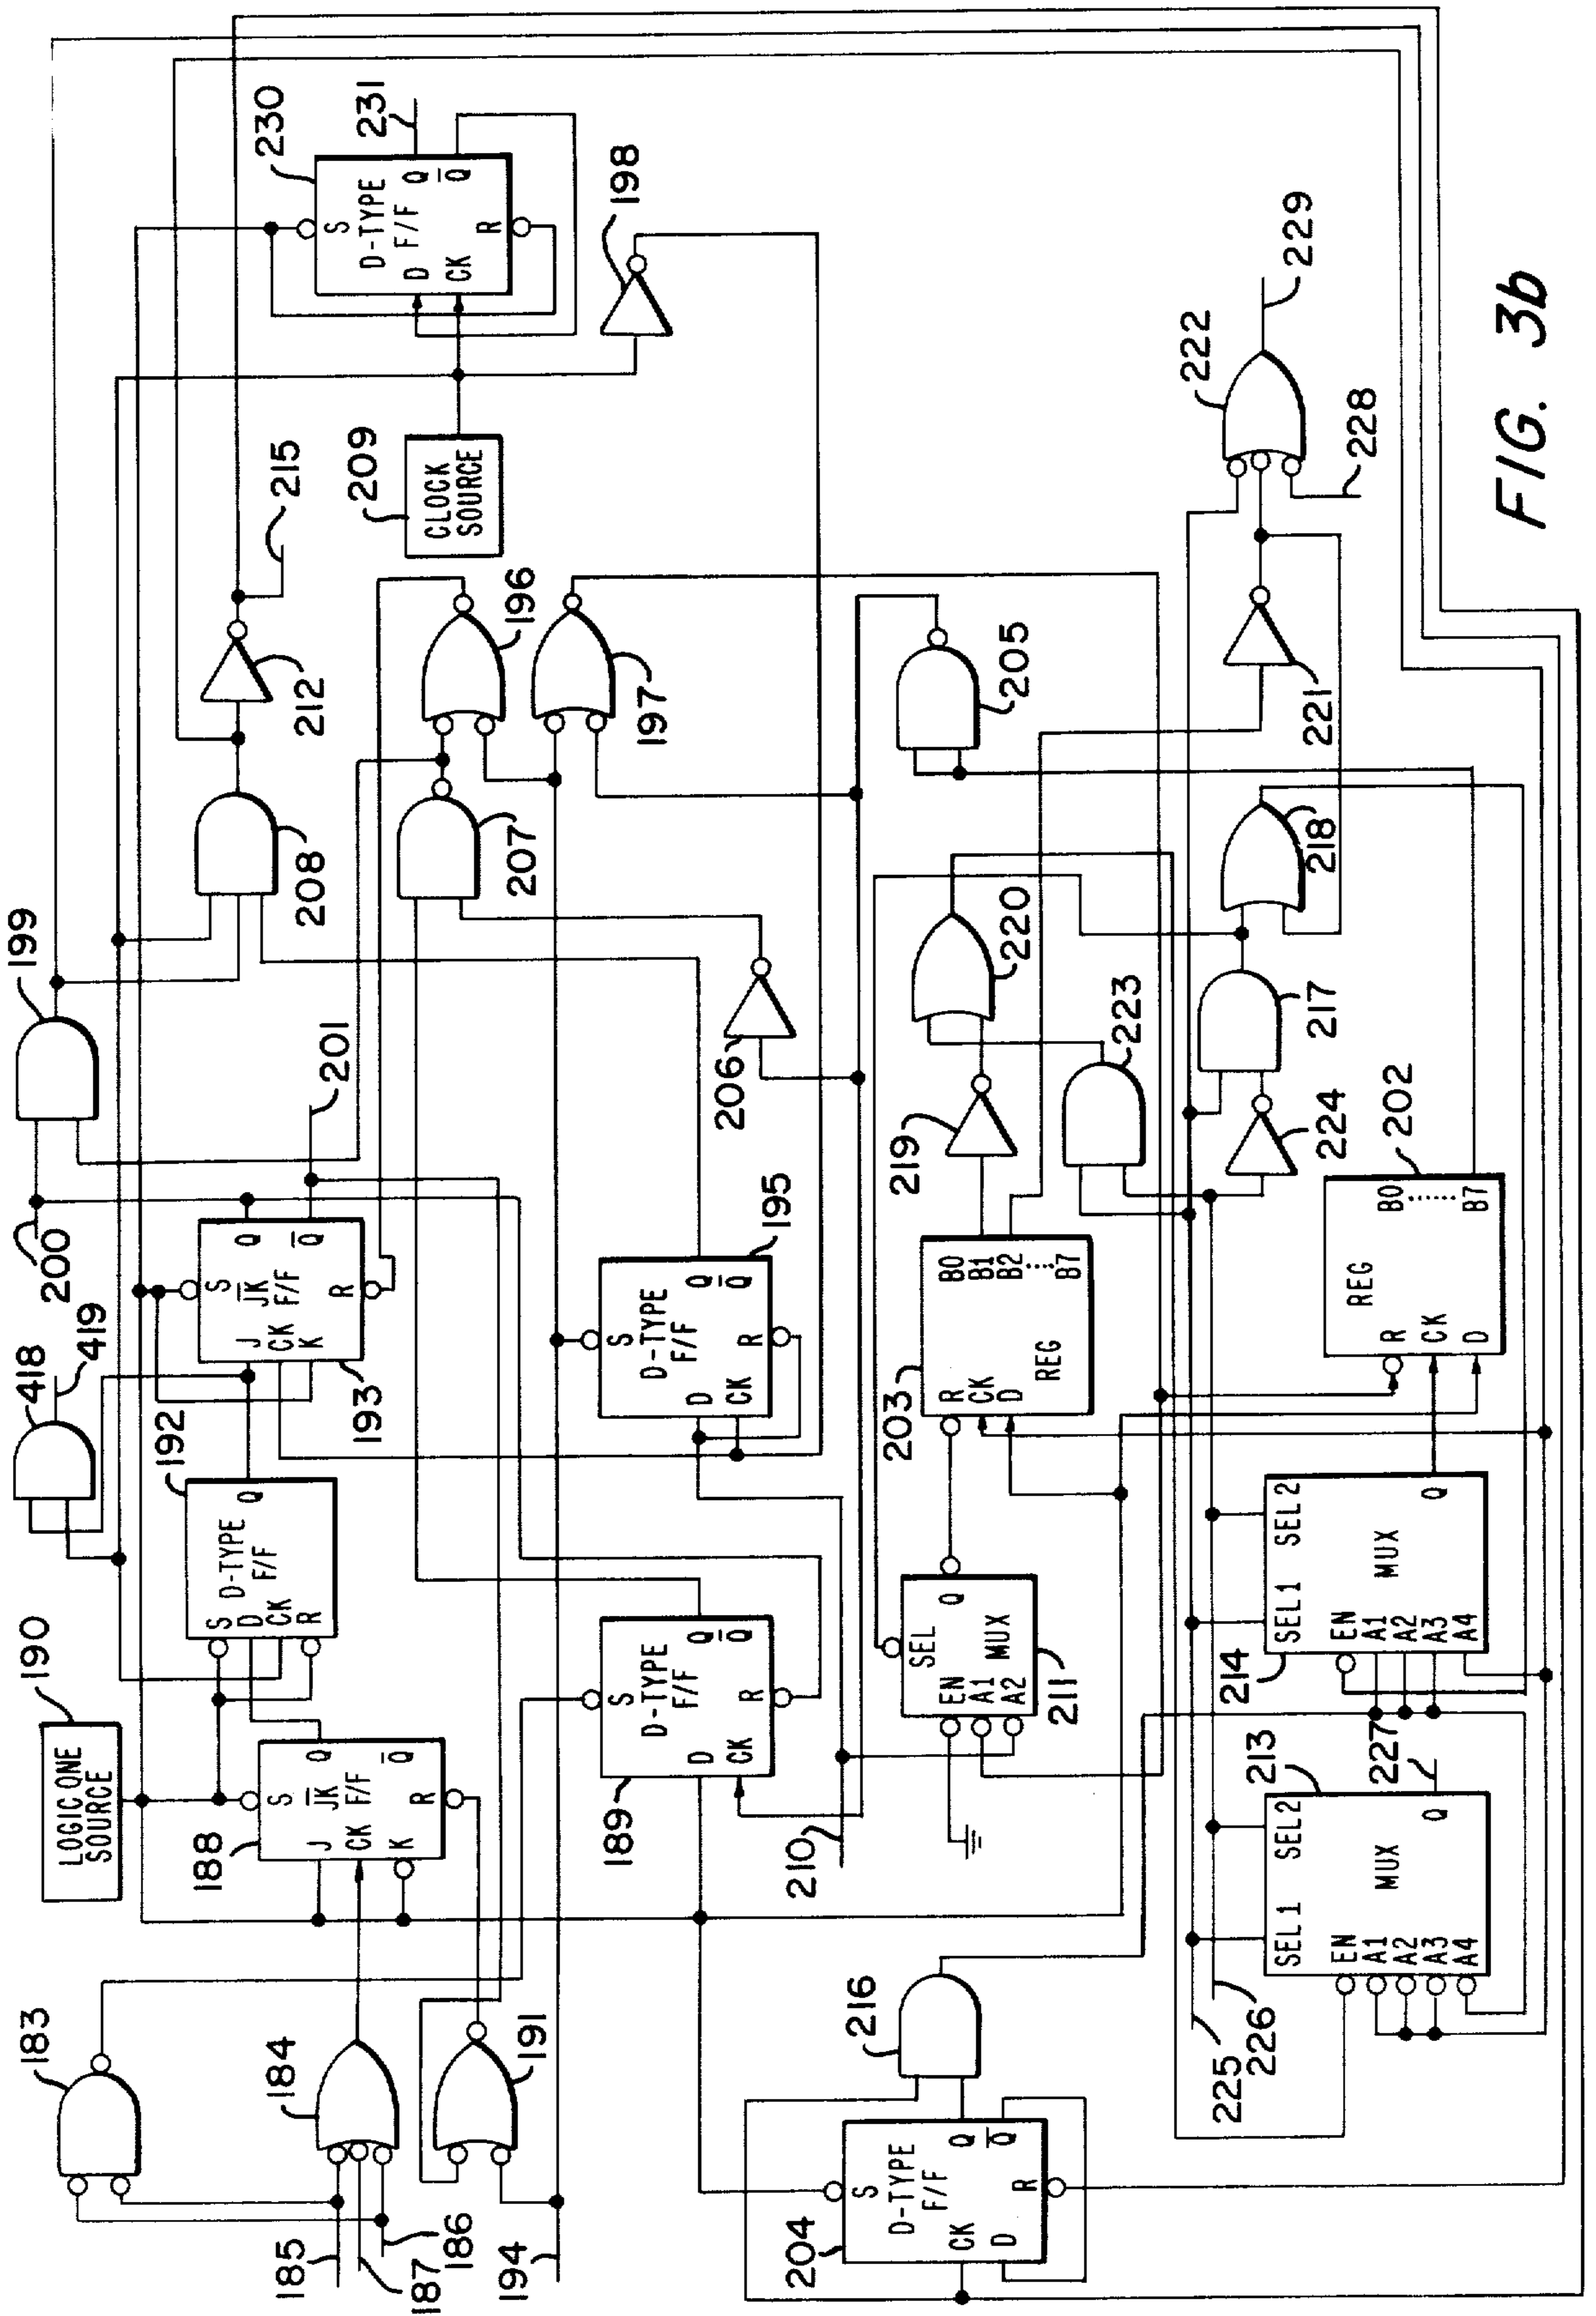 183
184
185
187
186
191
194
LOGIC ONE
SOURCE
190
188
S
J
JK
F/F
CK
K
Q
Q̅
R
192
S
D
CK
R
D-TYPE
F/F
Q
418
419
200
193
J
CK
K
S
J̅K
F/F
R
Q
Q̅
201
199
208
212
215
207
196
197
209
CLOCK
SOURCE
230
S
D-TYPE
F/F
D
CK
R
Q
Q̅
231
198
189
S
D-TYPE
F/F
D
CK
R
Q
Q̅
195
S
D-TYPE
F/F
D
CK
R
Q
Q̅
206
205
210
211
SEL
Q
EN
A1
A2
MUX
203
R
CK
D
REG
B0
B1
B2
B7
219
220
223
204
S
D-TYPE
F/F
CK
D
Q
Q̅
R
216
225
226
213
SEL 1
SEL2
EN
A1
A2
A3
A4
MUX
Q
227
214
SEL1
SEL 2
EN
A1
A2
A3
A4
MUX
Q
202
REG
R
CK
D
B0
B7
224
217
218
221
222
228
229
FIG. 3b